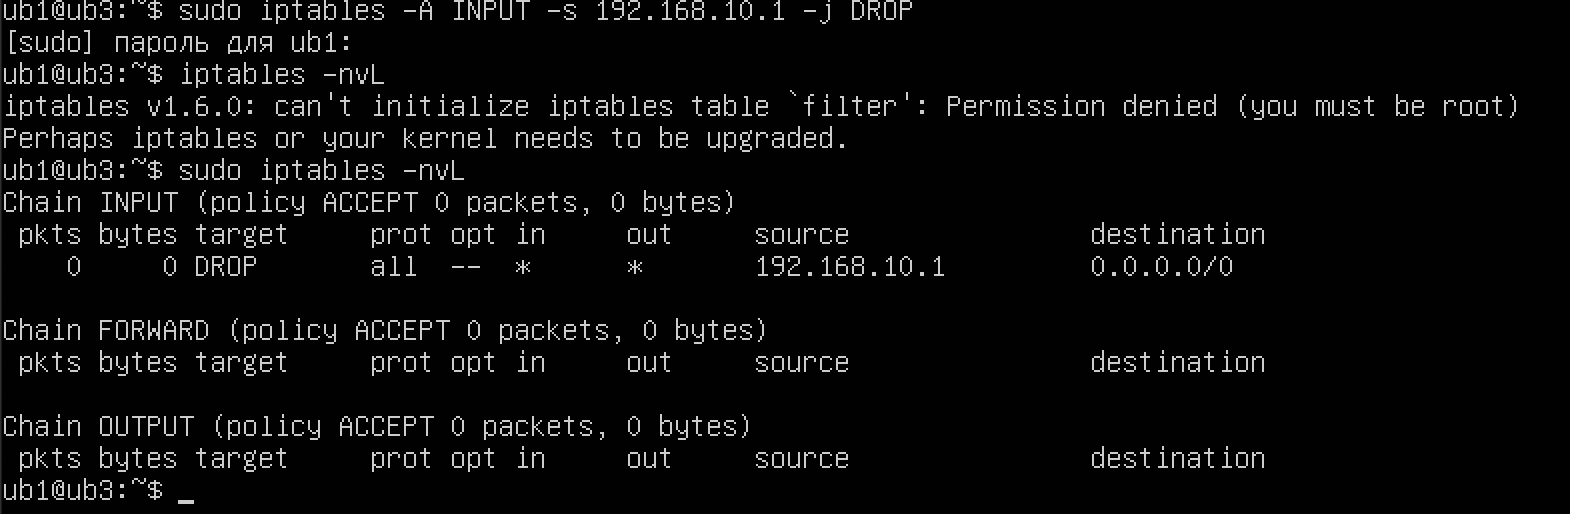 ub1@ub3:~$ sudo iptables -A INPUT -s 192.168.10.1 -j DROP
[sudo] пароль для ub1:
ub1@ub3:~$ iptables -nvL
iptables v1.6.0: can't initialize iptables table `filter': Permission denied (you must be root)
Perhaps iptables or your kernel needs to be upgraded.
ub1@ub3:~$ sudo iptables -nvL
Chain INPUT (policy ACCEPT 0 packets, 0 bytes)
 pkts bytes target     prot opt in     out     source               destination
    0     0 DROP       all  --  *      *       192.168.10.1         0.0.0.0/0

Chain FORWARD (policy ACCEPT 0 packets, 0 bytes)
 pkts bytes target     prot opt in     out     source               destination

Chain OUTPUT (policy ACCEPT 0 packets, 0 bytes)
 pkts bytes target     prot opt in     out     source               destination
ub1@ub3:~$ _